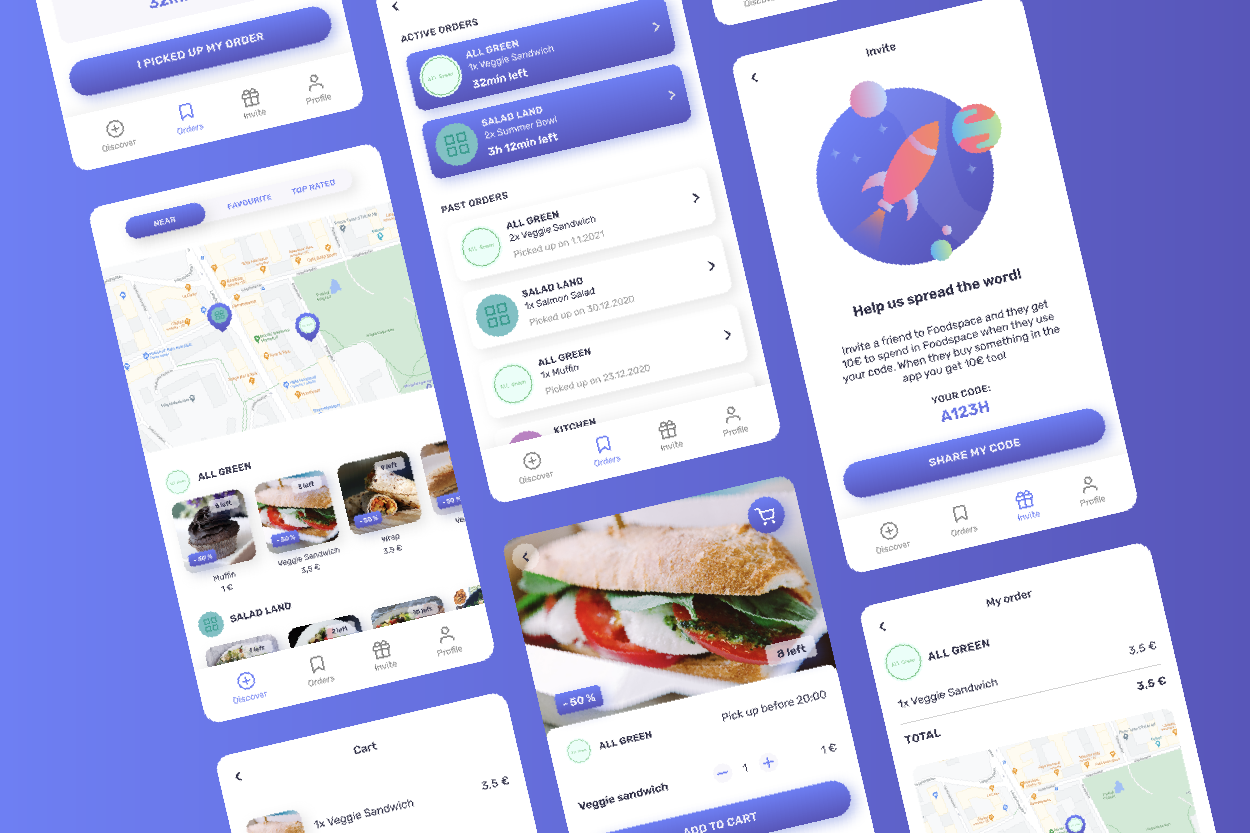 32min
I PICKED UP MY ORDER
Discover
Orders
Invite
Profile
NEAR
FAVOURITE
TOP RATED
ALL GREEN
8 left
- 50 %
Muffin
1 €
8 left
- 50 %
Veggie Sandwich
3,5 €
9 left
- 50 %
Wrap
3,5 €
- 50
SALAD LAND
2 left
10 left
Discover
Orders
Invite
Profile
Cart
1x Veggie Sandwich
3,5 €
ACTIVE ORDERS
ALL GREEN
1x Veggie Sandwich
32min left
SALAD LAND
2x Summer Bowl
3h 12min left
PAST ORDERS
ALL GREEN
2x Veggie Sandwich
Picked up on 1.1.2021
SALAD LAND
1x Salmon Salad
Picked up on 30.12.2020
ALL GREEN
1x Muffin
Picked up on 23.12.2020
KITCHEN
Discover
Orders
Invite
Profile
8 left
- 50 %
Pick up before 20:00
ALL GREEN
Veggie sandwich
1
1 €
ADD TO CART
Invite
Help us spread the word!
Invite a friend to Foodspace and they get
10€ to spend in Foodspace when they use
your code. When they buy something in the
app you get 10€ too!
YOUR CODE:
A123H
SHARE MY CODE
Discover
Orders
Invite
Profile
My order
ALL GREEN
1x Veggie Sandwich
3,5 €
TOTAL
3,5 €